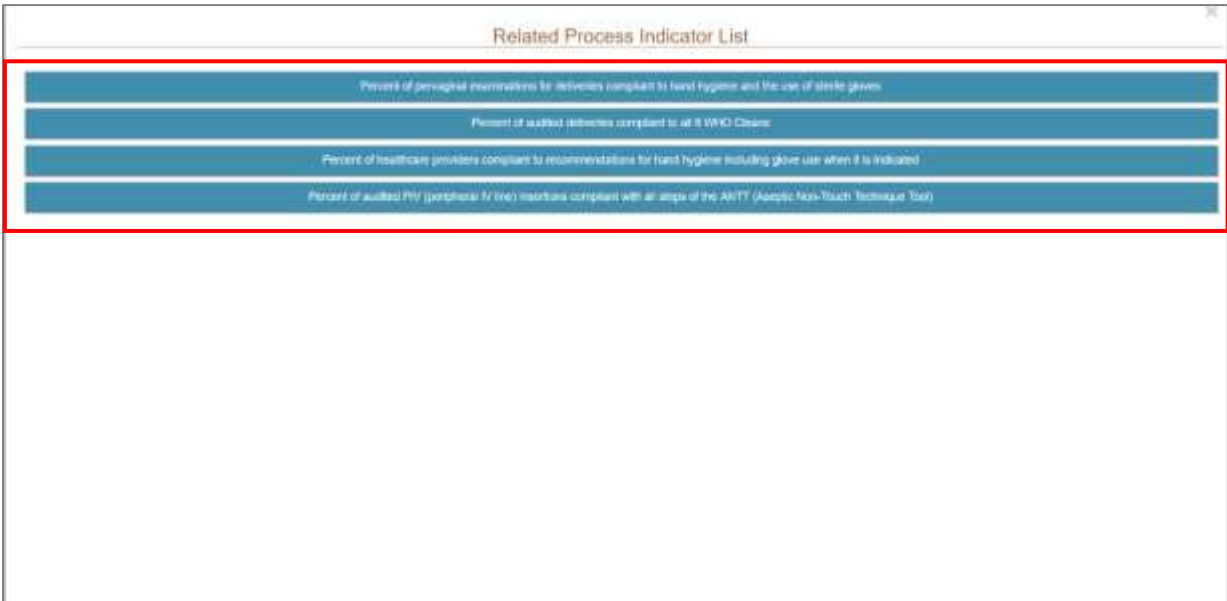 Related Process Indicator List
Percent of pervaginal examinations for deliveries compliant to hand hygiene and the use of sterile gloves
Percent of audited deliveries compliant to all 6 WHO Cleans
Percent of healthcare providers compliant to recommendations for hand hygiene including glove use when it is indicated
Percent of audited PIV (peripheral IV line) insertions compliant with all steps of the ANTT (Aseptic Non-Touch Technique Tool)